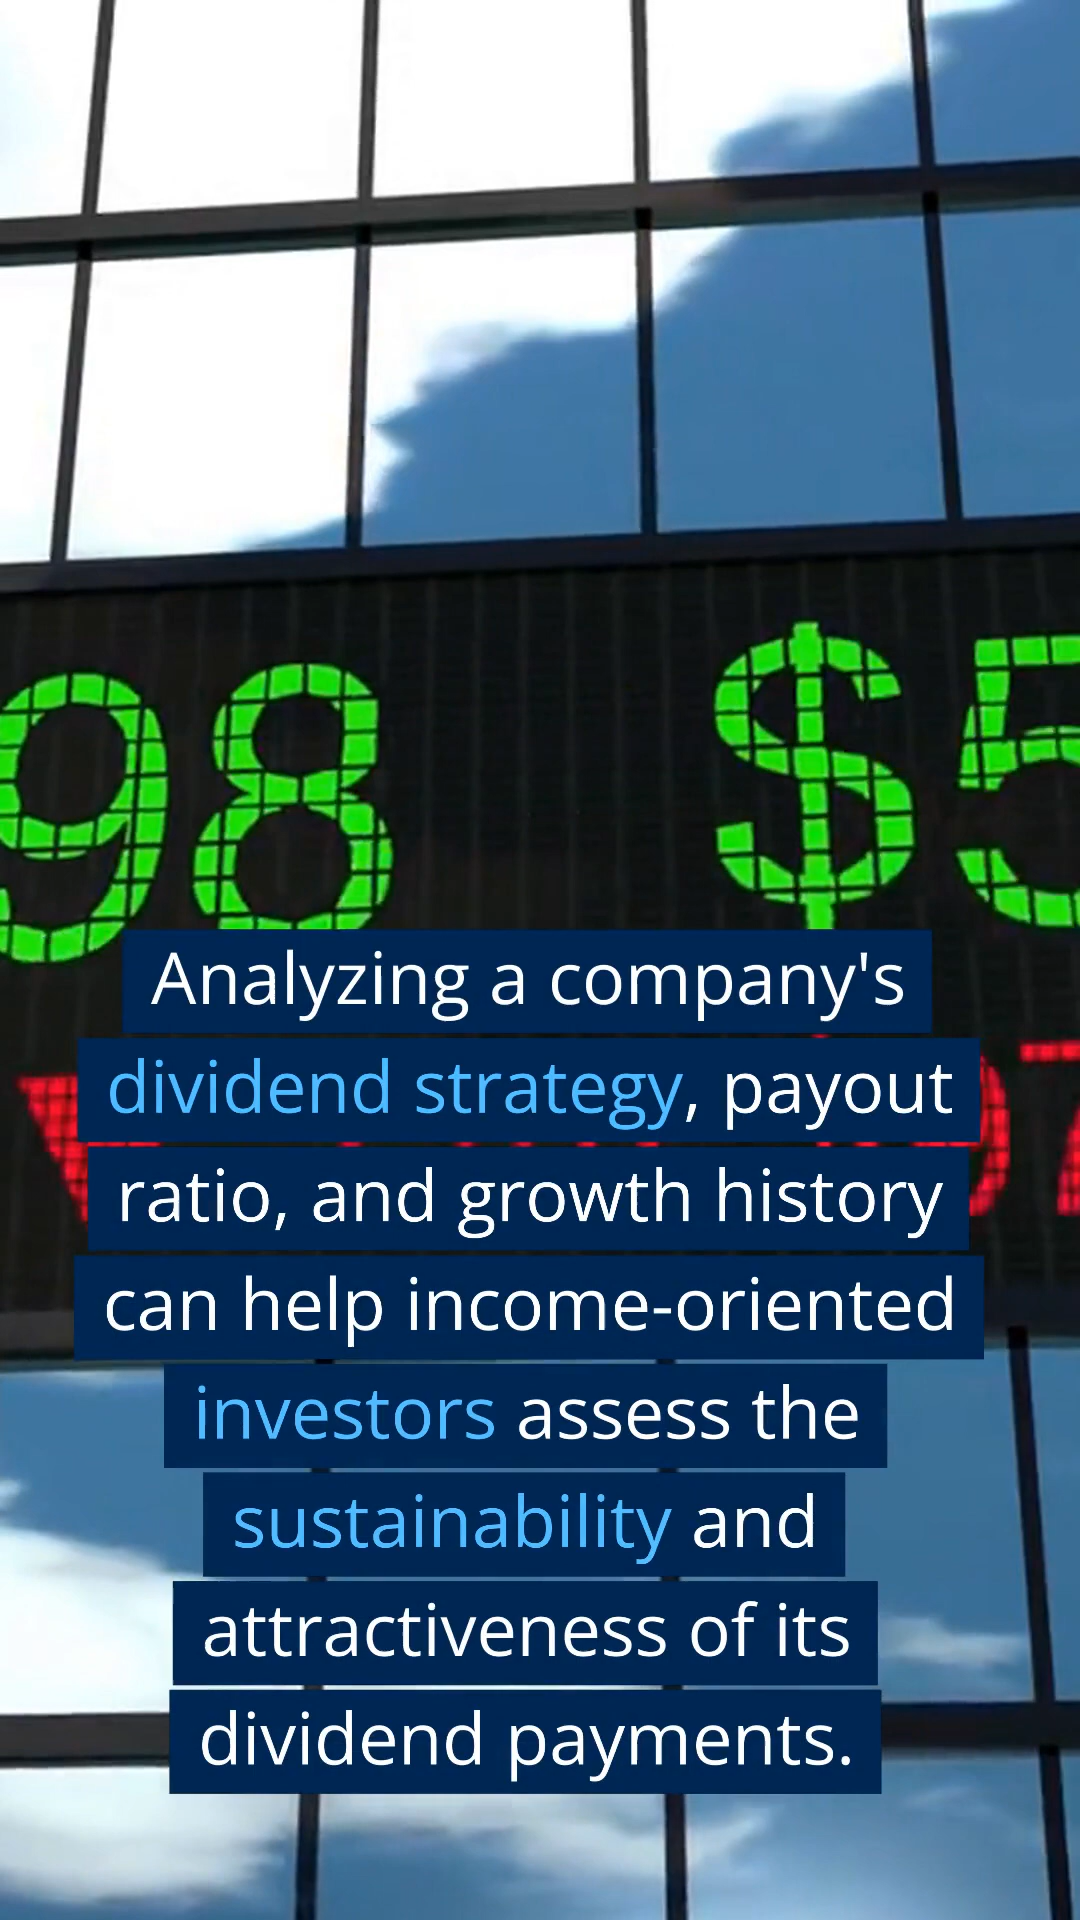 98 $5
Analyzing a company's
dividend strategy, payout
ratio, and growth history
can help income-oriented
investors assess the
sustainability and
attractiveness of its
dividend payments.